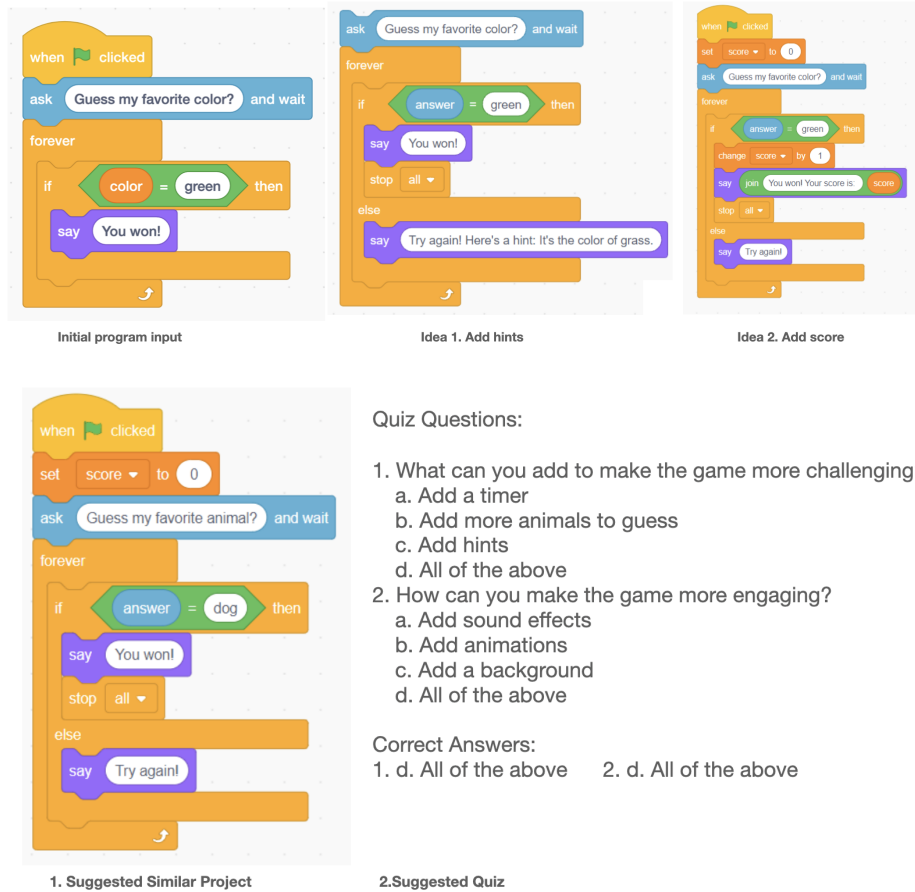 when clicked
ask Guess my favorite color? and wait
forever
if color = green then
say You won!
Initial program input
ask Guess my favorite color? and wait
forever
if answer = green then
say You won!
stop all
else
say Try again! Here's a hint: It's the color of grass.
Idea 1. Add hints
when clicked
set score to 0
ask Guess my favorite color? and wait
forever
if answer = green then
change score by 1
say join You won! Your score is score
stop all
else
say Try again!
Idea 2. Add score
when clicked
set score to 0
ask Guess my favorite animal? and wait
forever
if answer = dog then
say You won!
stop all
else
say Try again!
1. Suggested Similar Project
Quiz Questions:
1. What can you add to make the game more challenging
a. Add a timer
b. Add more animals to guess
c. Add hints
d. All of the above
2. How can you make the game more engaging?
a. Add sound effects
b. Add animations
c. Add a background
d. All of the above
Correct Answers:
1. d. All of the above 2. d. All of the above
2.Suggested Quiz